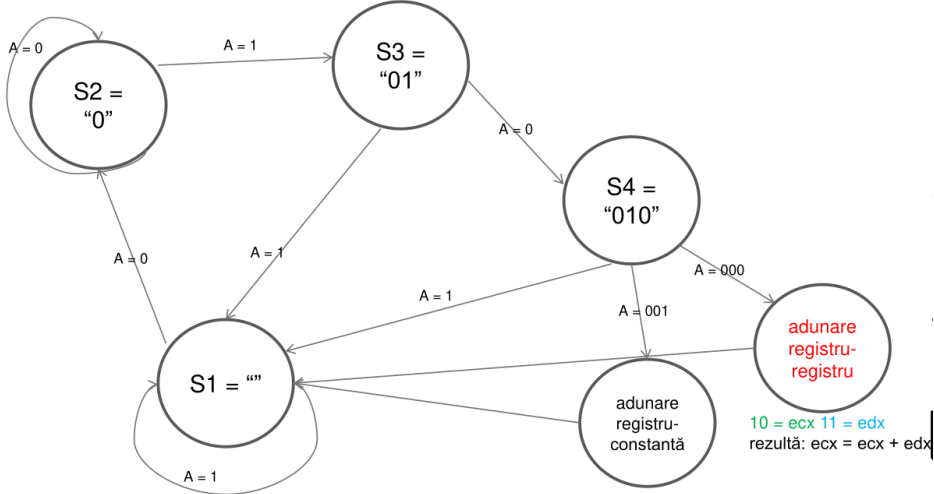 A = 0
S2 =
“0”
A = 1
S3 =
“01”
A = 0
S4 =
“010”
A = 0
A = 1
A = 1
A = 000
A = 001
S1 = “”
A = 1
adunare
registru-
constantă
adunare
registru-
registru
10 = ecx 11 = edx
rezultă: ecx = ecx + edx